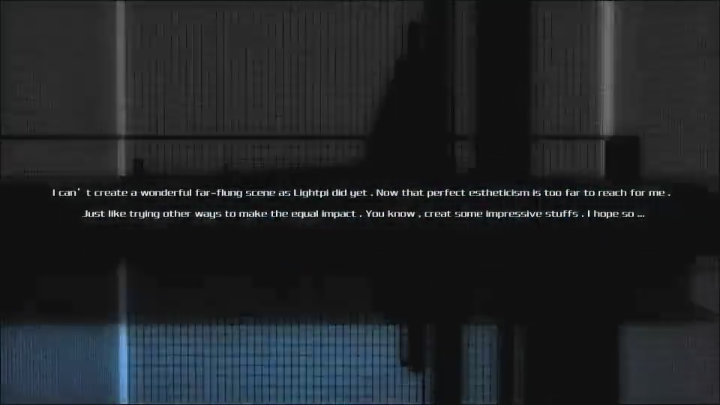 I can’t create a wonderful far-flung scene as Lightpl did yet . Now that perfect estheticism is too far to reach for me .
Just like trying other ways to make the equal impact . You know , creat some impressive stuffs . I hope so ...